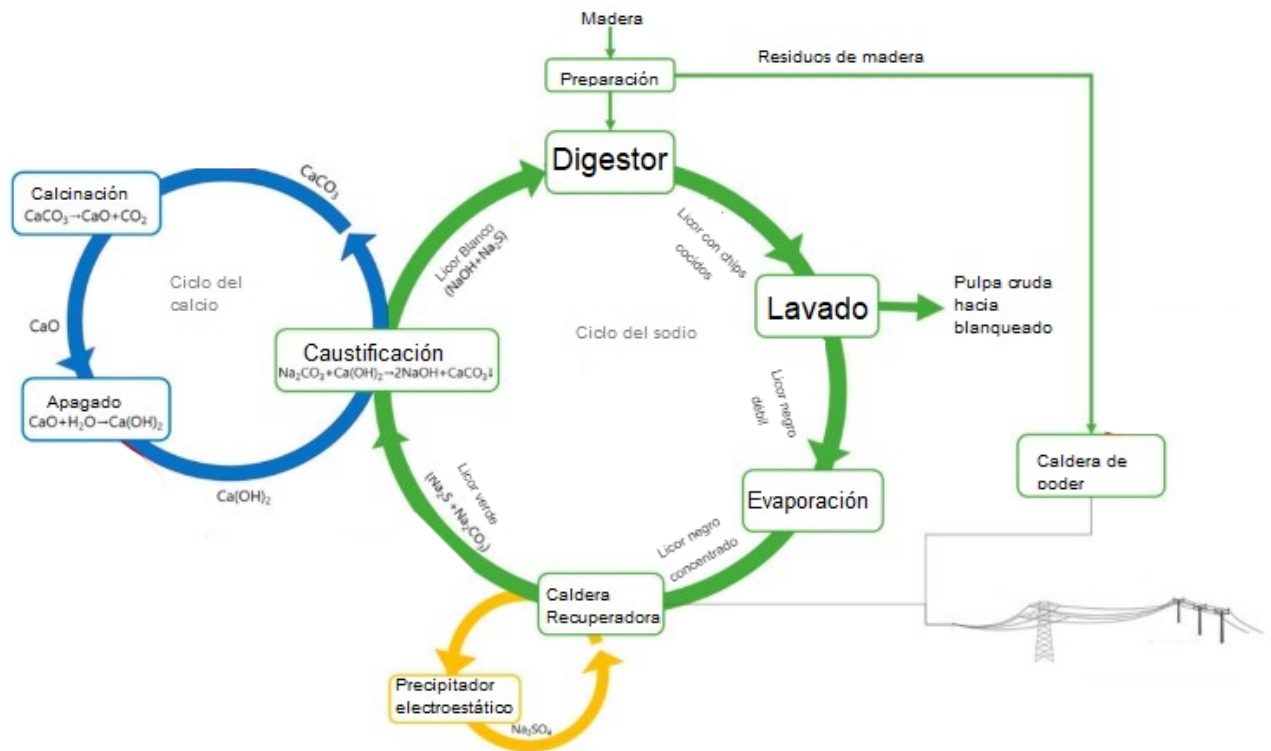 Madera
Preparación
Residuos de madera
Digestor
Licor con chips
cocidos
Lavado
Pulpa cruda
hacia
blanqueado
Licor negro
débil
Evaporación
Licor negro
concentrado
Caldera
Recuperadora
Licor verde
(Na₂S +Na₂CO₃)
Caustificación
Na₂CO₃+Ca(OH)₂→2NaOH+CaCO₃↓
Licor Blanco
(NaOH+Na₂S)
Ciclo del sodio
CaCO₃
Calcinación
CaCO₃→CaO+CO₂
Ciclo del
calcio
CaO
Apagado
CaO+H₂O→Ca(OH)₂
Ca(OH)₂
Precipitador
electroestático
Na₂SO₄
Caldera de
poder